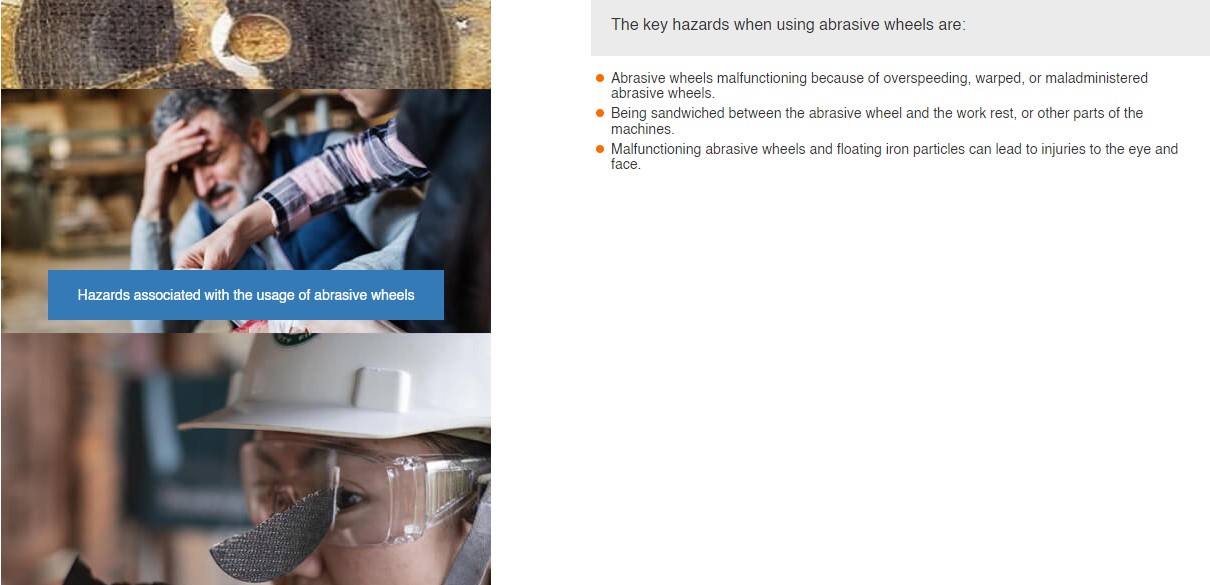 The key hazards when using abrasive wheels are:
Abrasive wheels malfunctioning because of overspeeding, warped, or maladministered
abrasive wheels.
Being sandwiched between the abrasive wheel and the work rest, or other parts of the
machines.
Malfunctioning abrasive wheels and floating iron particles can lead to injuries to the eye and
face.
Hazards associated with the usage of abrasive wheels